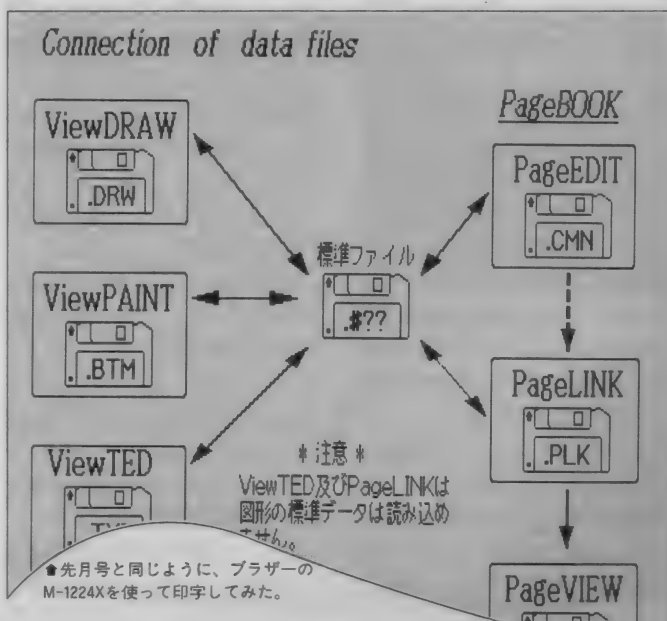 Connection of data files
ViewDRAW
.DRW
ViewPAINT
.BTM
ViewTED
標準ファイル
.#??
PageBOOK
PageEDIT
.CMN
PageLINK
.PLK
PageVIEW
* 注意 *
ViewTED及びPageLINKは
図形の標準データは読み込め
ません。
先月号と同じように、ブラザーの
M-1224Xを使って印字してみた。